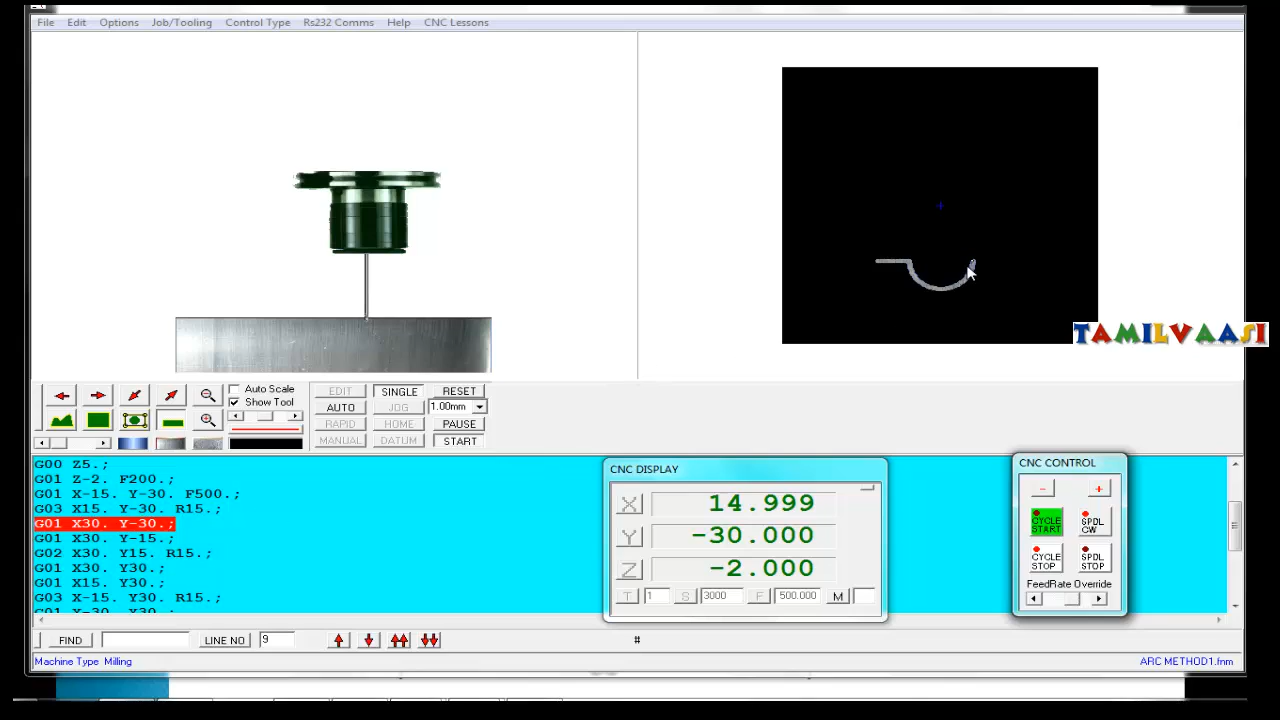 File Edit Options Job/Tooling Control Type Rs232 Comms Help CNC Lessons
TAMILVAASI
Auto Scale
Show Tool
EDIT SINGLE RESET
AUTO JOG 1.00mm
RAPID HOME PAUSE
MANUAL DATUM START
G00 Z5.;
G01 Z-2. F200.;
G01 X-15. Y-30. F500.;
G03 X15. Y-30. R15.;
G01 X30. Y-30.;
G01 X30. Y-15.;
G02 X30. Y15. R15.;
G01 X30. Y30.;
G01 X15. Y30.;
G03 X-15. Y30. R15.;
G01 X-30. Y30.;
CNC DISPLAY
X 14.999
Y -30.000
Z -2.000
T 1 S 3000 F 500.000 M
CNC CONTROL
- +
CYCLE START
SPDL CW
CYCLE STOP
SPDL STOP
FeedRate Override
FIND LINE NO 9 #
Machine Type Milling
ARC METHOD1.fnm